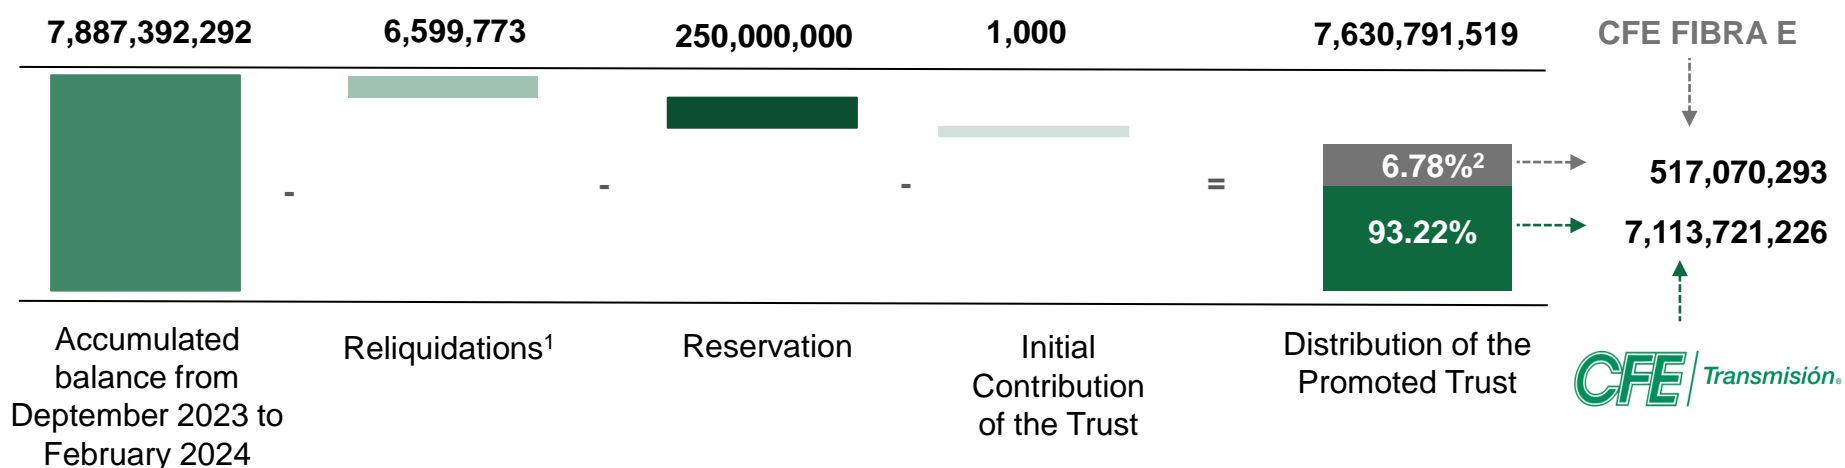 7,887,392,292 6,599,773 250,000,000 1,000 7,630,791,519 CFE FIBRA E
- - - =
6.78%² 517,070,293
93.22% 7,113,721,226
Accumulated
balance from
Deptember 2023 to
February 2024
Reliquidations¹
Reservation
Initial
Contribution
of the Trust
Distribution of the
Promoted Trust
CFE Transmisión®